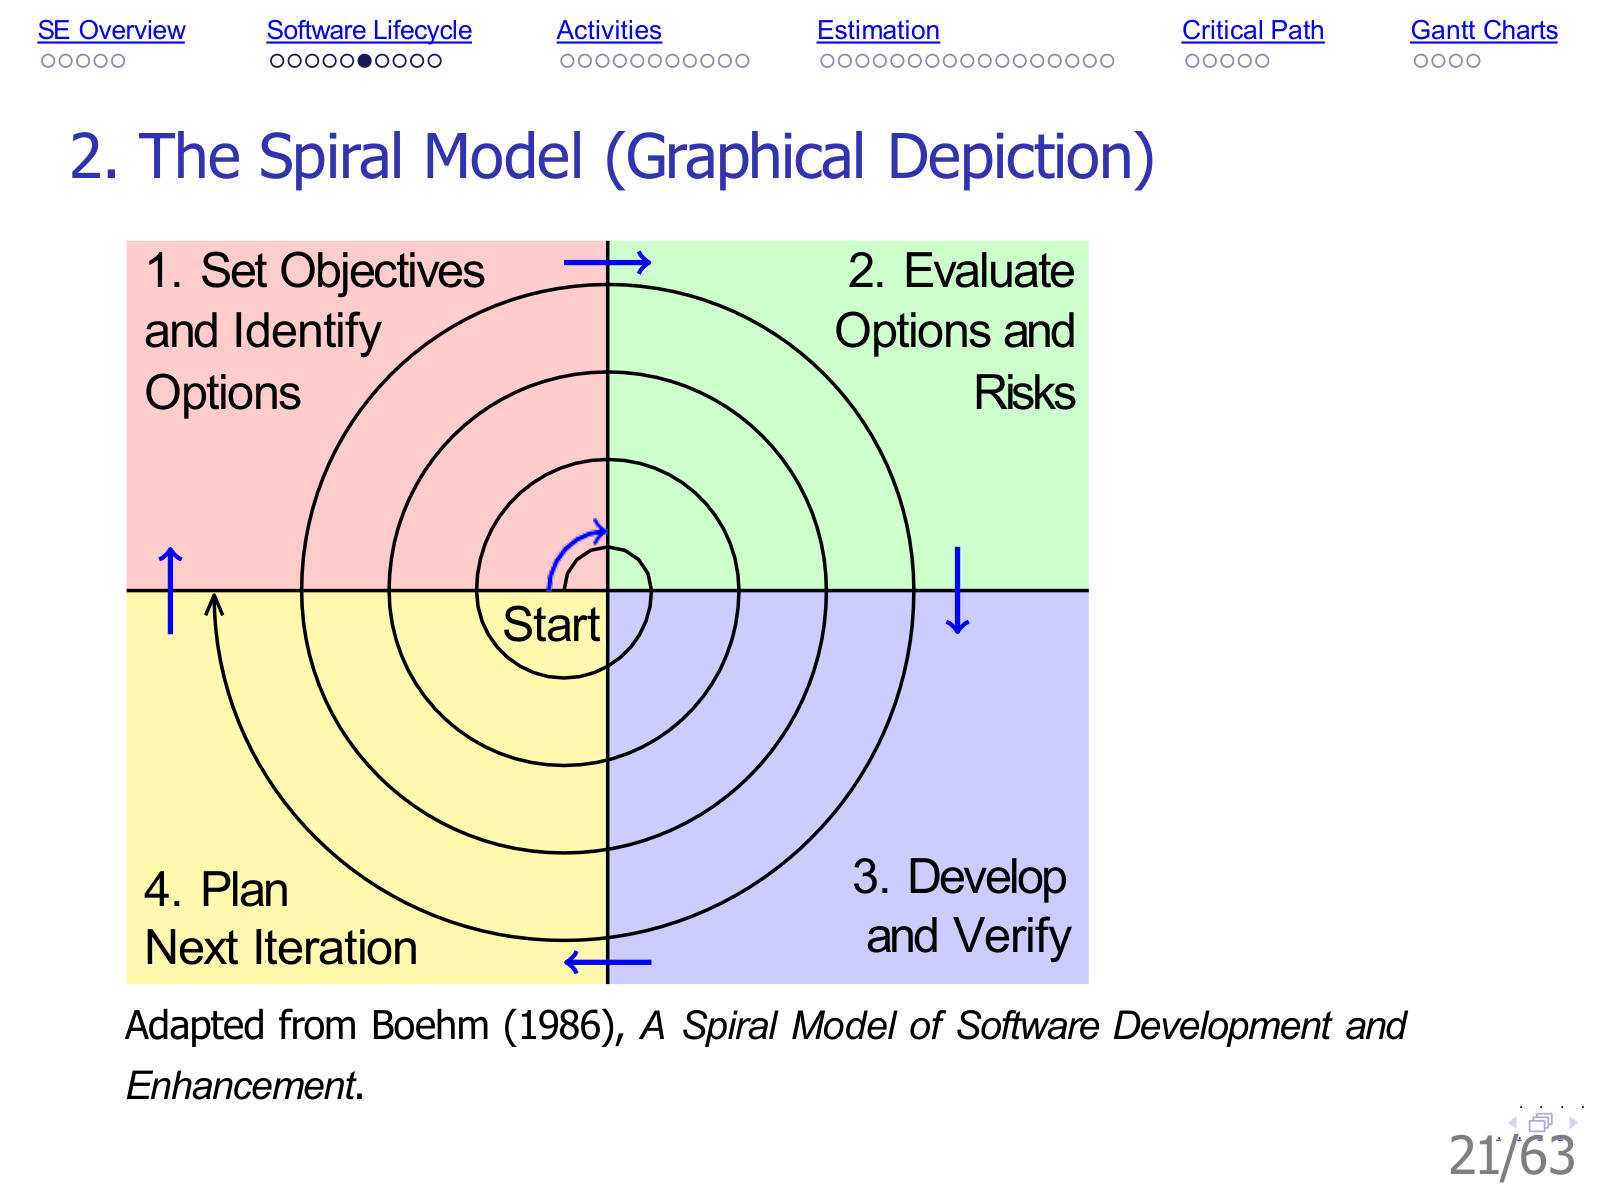 SE Overview Software Lifecycle Activities Estimation Critical Path Gantt Charts
2. The Spiral Model (Graphical Depiction)
1. Set Objectives
and Identify
Options
2. Evaluate
Options and
Risks
Start
4. Plan
Next Iteration
3. Develop
and Verify
Adapted from Boehm (1986), A Spiral Model of Software Development and
Enhancement.
21/63